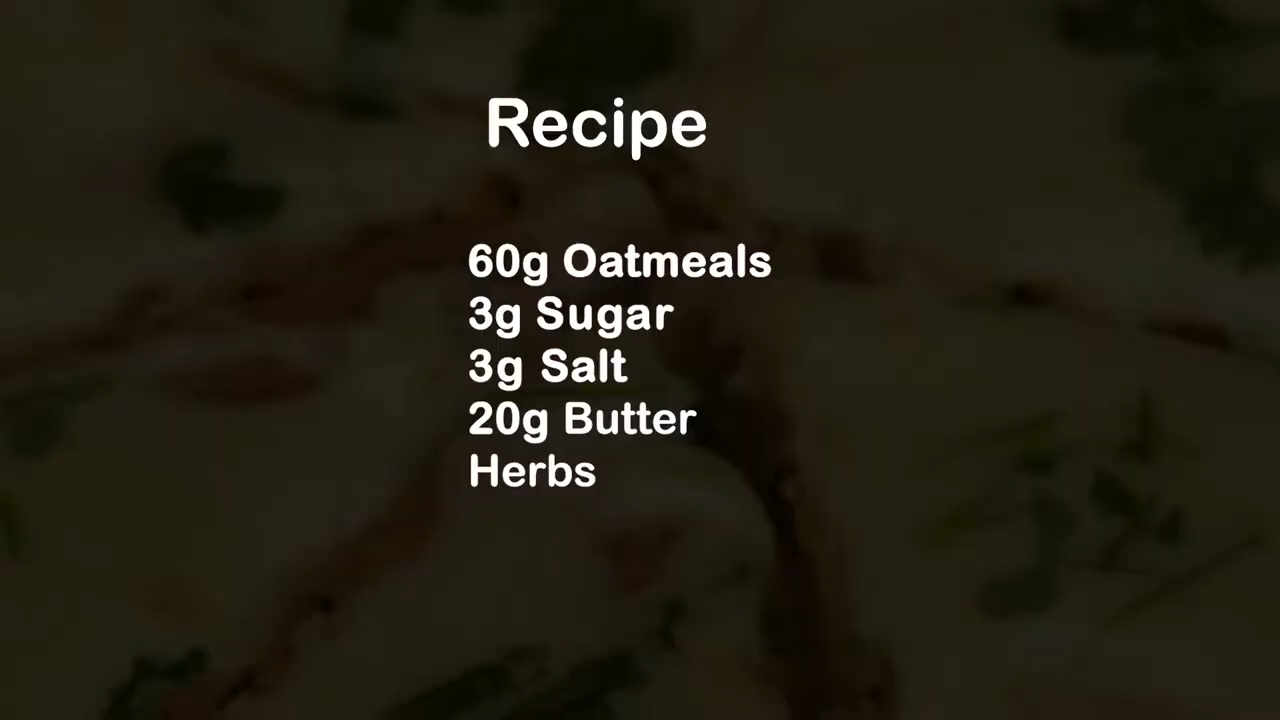 Recipe
60g Oatmeals
3g Sugar
3g Salt
20g Butter
Herbs